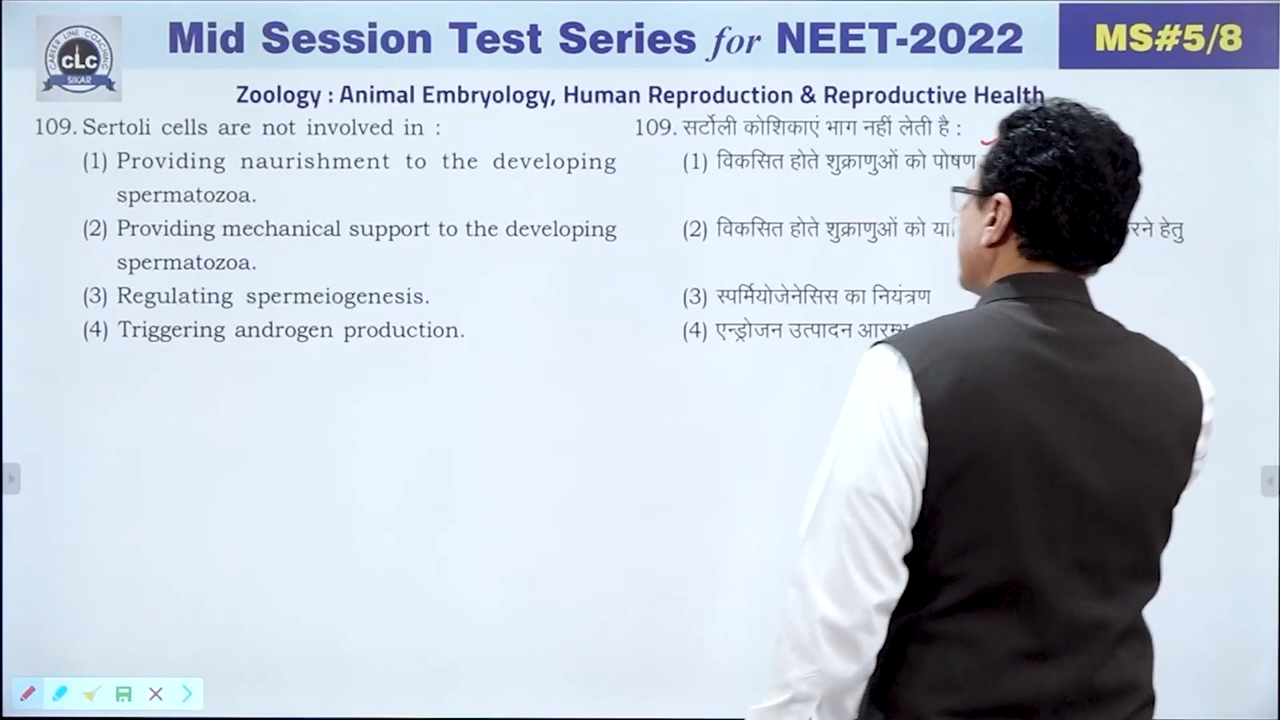 CAREER LINE COACHING
CLC
SIKAR
Mid Session Test Series for NEET-2022
MS#5/8
Zoology : Animal Embryology, Human Reproduction & Reproductive Health
109. Sertoli cells are not involved in :
(1) Providing naurishment to the developing
spermatozoa.
(2) Providing mechanical support to the developing
spermatozoa.
(3) Regulating spermeiogenesis.
(4) Triggering androgen production.
109. सर्टोली कोशिकाएं भाग नहीं लेती है :
(1) विकसित होते शुक्राणुओं को पोषण
(2) विकसित होते शुक्राणुओं को हेतु
(3) स्पर्मियोजेनेसिस का नियंत्रण
(4) एन्ड्रोजन उत्पादन